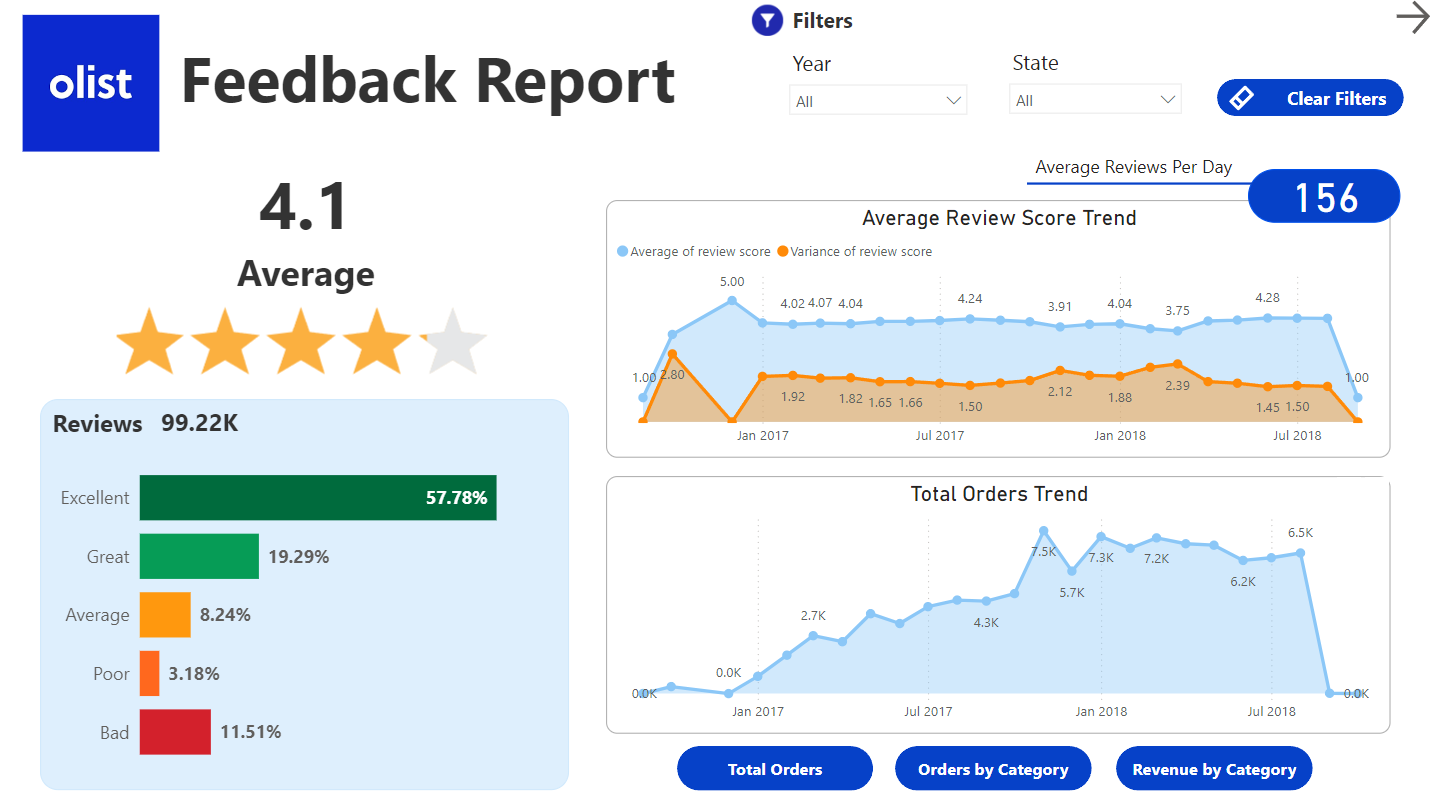 olist
Feedback Report
Filters
Year
All
State
All
Clear Filters
4.1
Average
Reviews 99.22K
Excellent 57.78%
Great 19.29%
Average 8.24%
Poor 3.18%
Bad 11.51%
Average Reviews Per Day
156
Average Review Score Trend
Average of review score Variance of review score
5.00
4.02 4.07 4.04 4.24 3.91 4.04 3.75 4.28
1.00 2.80 1.00
1.92 1.82 1.65 1.66 1.50 2.12 1.88 2.39 1.45 1.50
Jan 2017 Jul 2017 Jan 2018 Jul 2018
Total Orders Trend
0.0K 0.0K 2.7K 4.3K 7.5K 5.7K 7.3K 7.2K 6.2K 6.5K 0.0K
Jan 2017 Jul 2017 Jan 2018 Jul 2018
Total Orders
Orders by Category
Revenue by Category